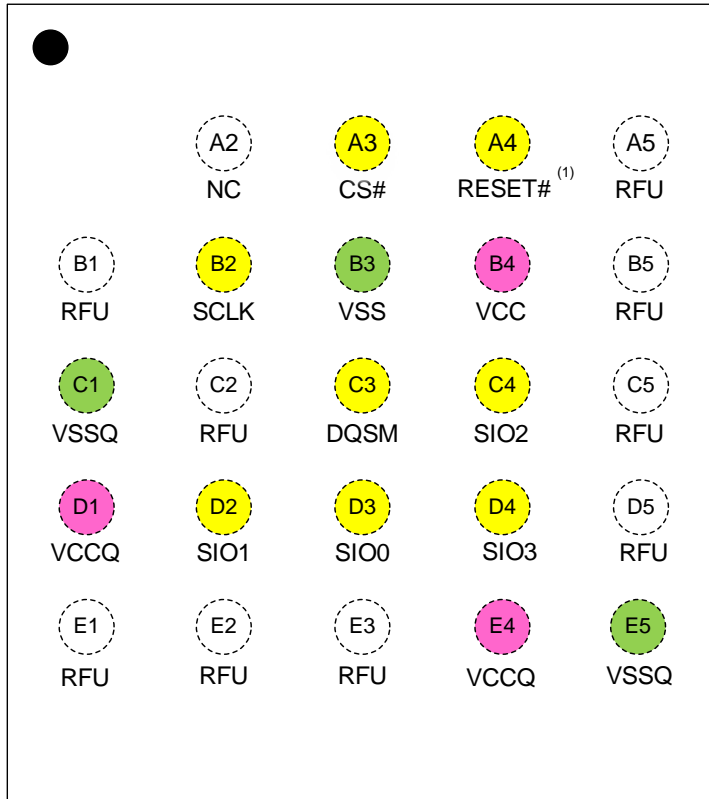 A2 A3 A4 A5
NC CS# RESET# (1) RFU
B1 B2 B3 B4 B5
RFU SCLK VSS VCC RFU
C1 C2 C3 C4 C5
VSSQ RFU DQSM SIO2 RFU
D1 D2 D3 D4 D5
VCCQ SIO1 SIO0 SIO3 RFU
E1 E2 E3 E4 E5
RFU RFU RFU VCCQ VSSQ